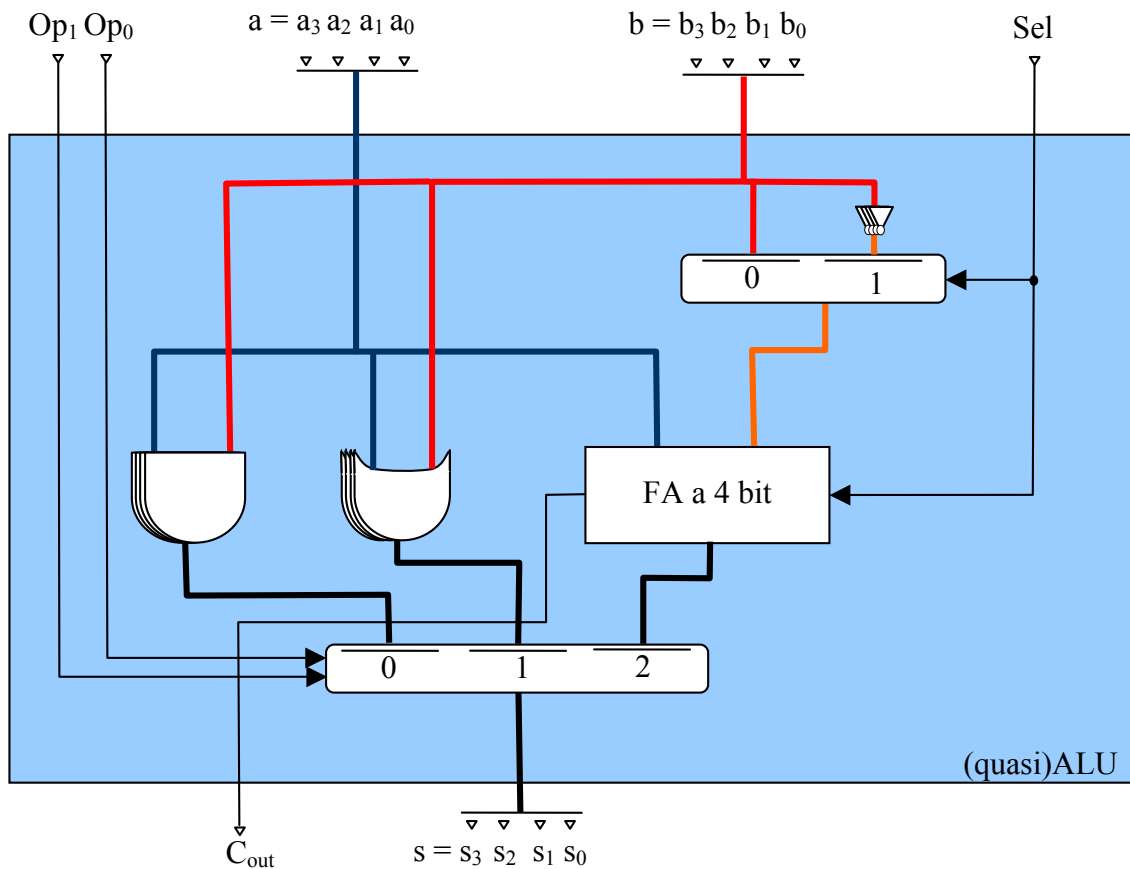 Op₁ Op₀
a = a₃ a₂ a₁ a₀
b = b₃ b₂ b₁ b₀
Sel
0
1
FA a 4 bit
0
1
2
(quasi)ALU
Cout
s = s₃ s₂ s₁ s₀